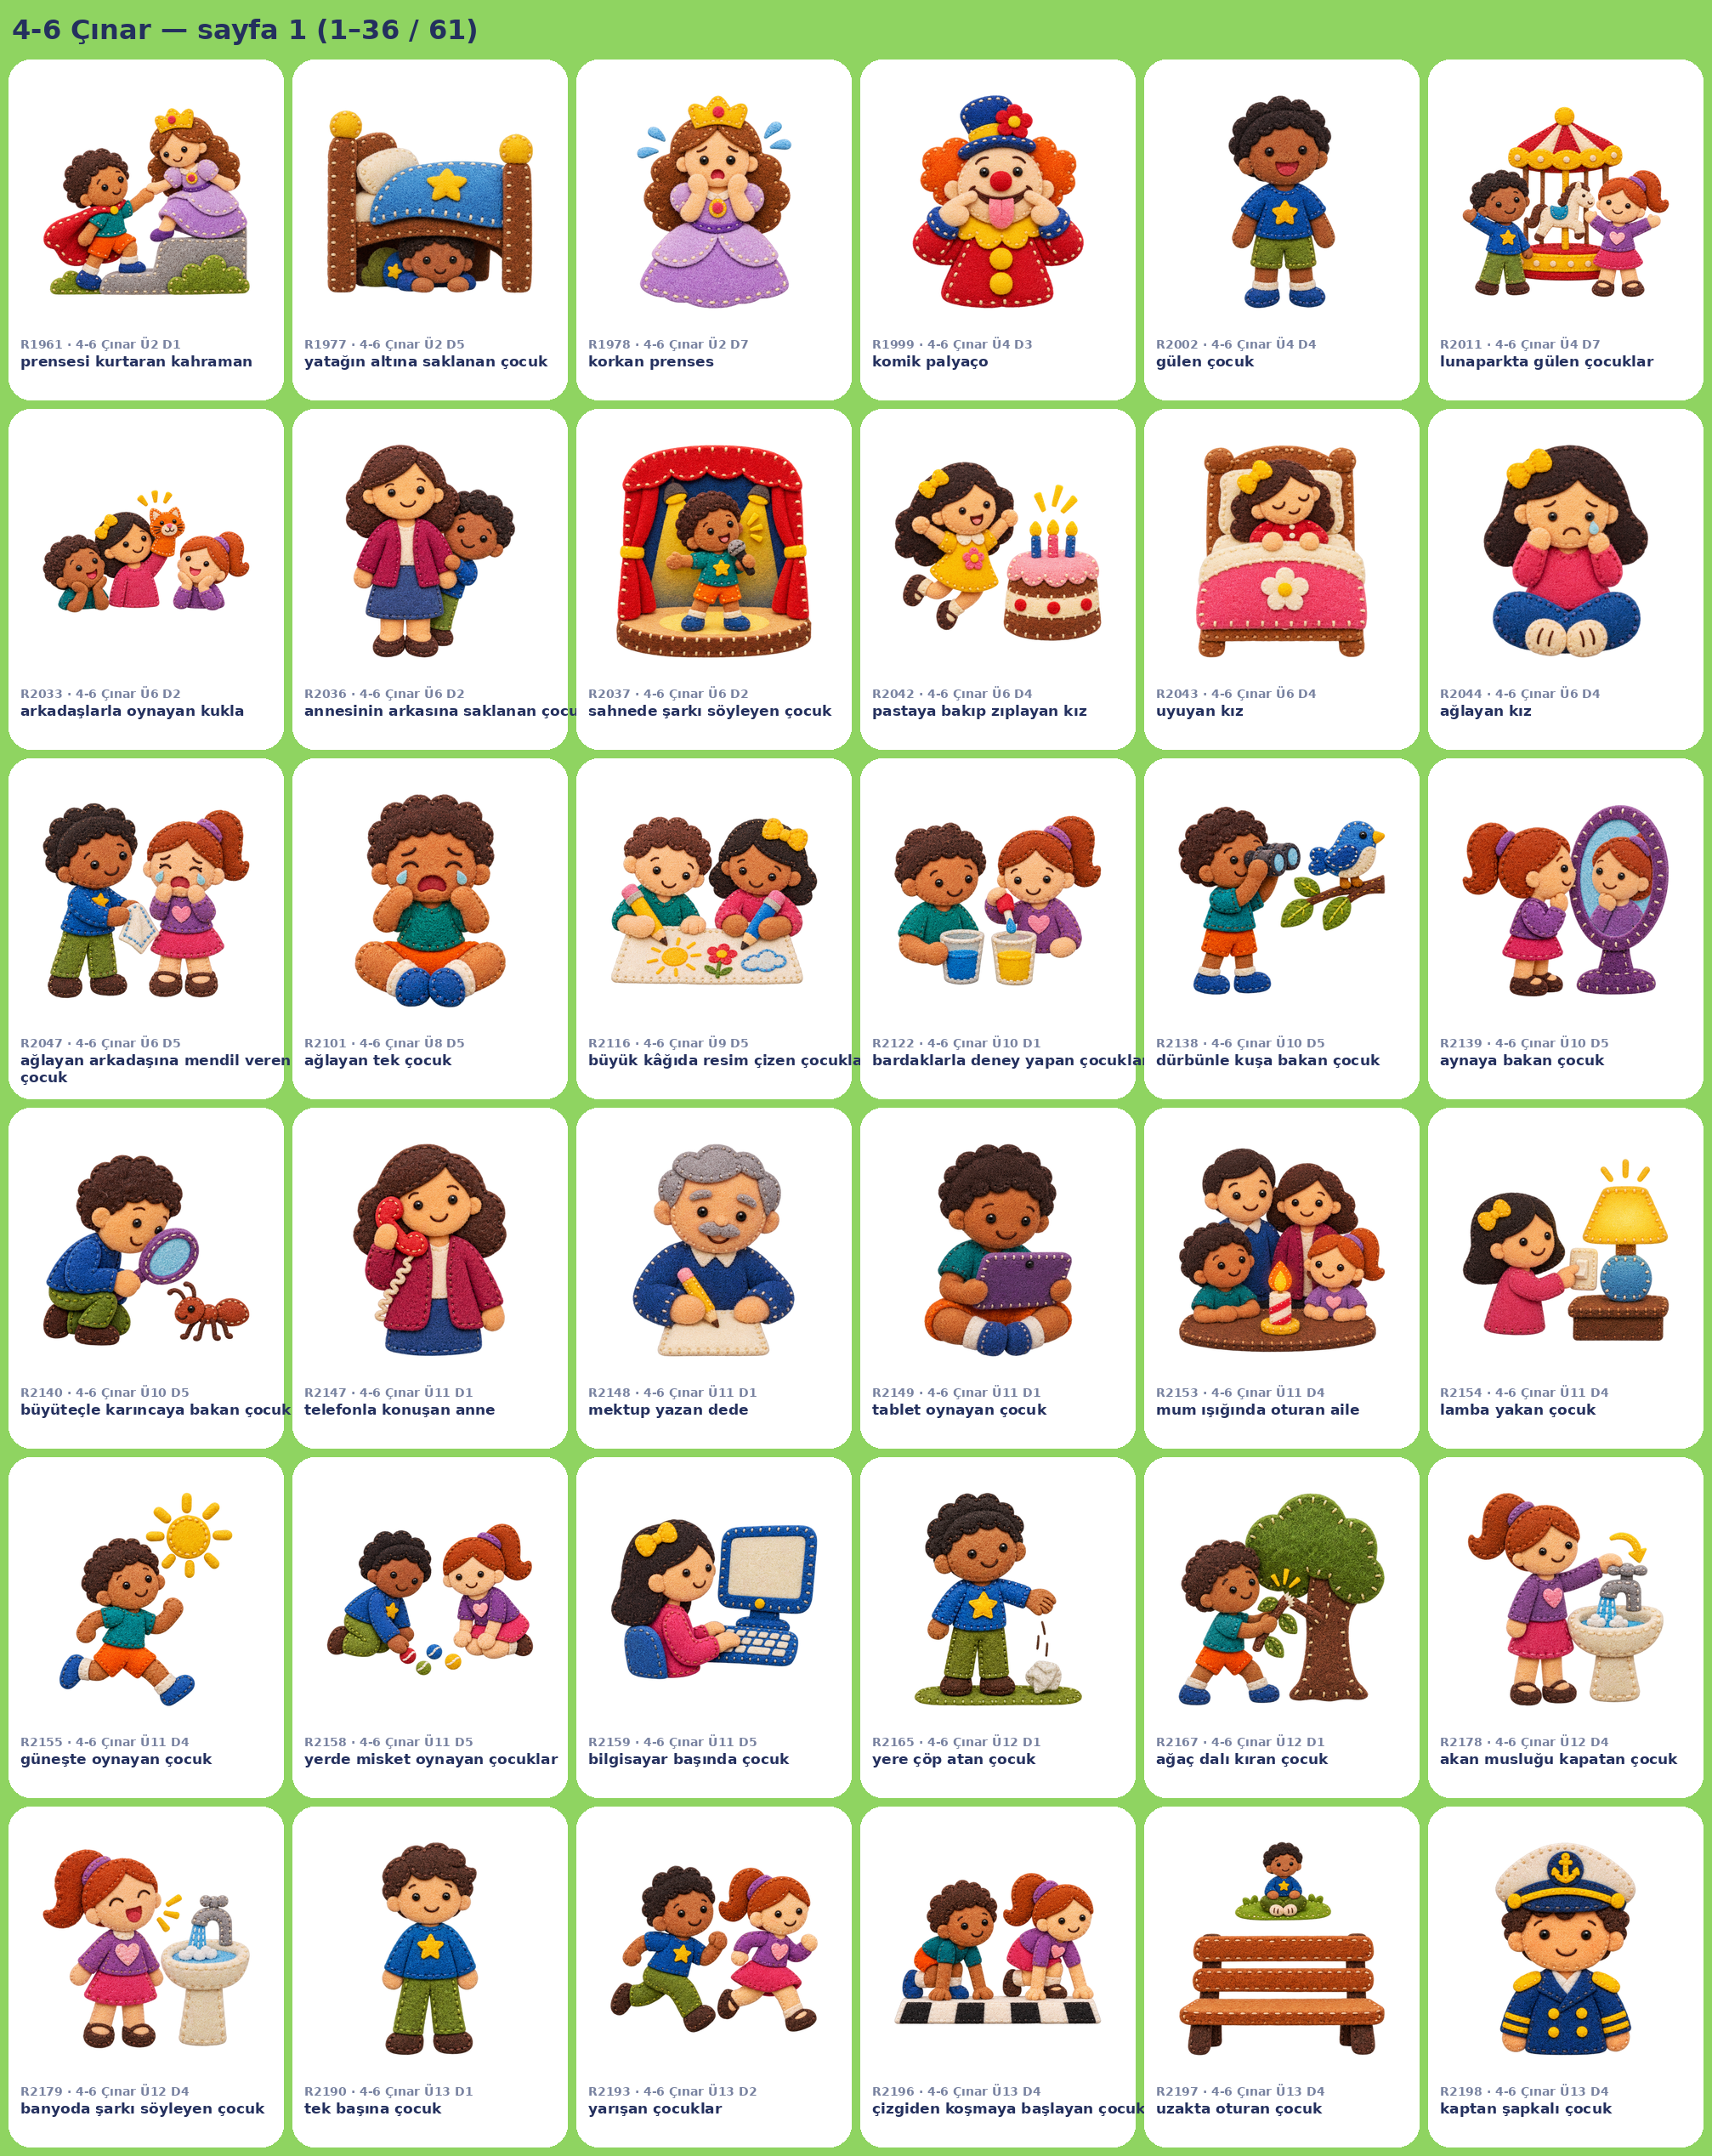 4-6 Çınar — sayfa 1 (1–36 / 61)
R1961 · 4-6 Çınar Ü2 D1
prensesi kurtaran kahraman
R1977 · 4-6 Çınar Ü2 D5
yatağın altına saklanan çocuk
R1978 · 4-6 Çınar Ü2 D7
korkan prenses
R1999 · 4-6 Çınar Ü4 D3
komik palyaço
R2002 · 4-6 Çınar Ü4 D4
gülen çocuk
R2011 · 4-6 Çınar Ü4 D7
lunaparkta gülen çocuklar
R2033 · 4-6 Çınar Ü6 D2
arkadaşlarla oynayan kukla
R2036 · 4-6 Çınar Ü6 D2
annesinin arkasına saklanan çocu
R2037 · 4-6 Çınar Ü6 D2
sahnede şarkı söyleyen çocuk
R2042 · 4-6 Çınar Ü6 D4
pastaya bakıp zıplayan kız
R2043 · 4-6 Çınar Ü6 D4
uyuyan kız
R2044 · 4-6 Çınar Ü6 D4
ağlayan kız
R2047 · 4-6 Çınar Ü6 D5
ağlayan arkadaşına mendil veren
çocuk
R2101 · 4-6 Çınar Ü8 D5
ağlayan tek çocuk
R2116 · 4-6 Çınar Ü9 D5
büyük kâğıda resim çizen çocukla
R2122 · 4-6 Çınar Ü10 D1
bardaklarla deney yapan çocuklar
R2138 · 4-6 Çınar Ü10 D5
dürbünle kuşa bakan çocuk
R2139 · 4-6 Çınar Ü10 D5
aynaya bakan çocuk
R2140 · 4-6 Çınar Ü10 D5
büyüteçle karıncaya bakan çocuk
R2147 · 4-6 Çınar Ü11 D1
telefonla konuşan anne
R2148 · 4-6 Çınar Ü11 D1
mektup yazan dede
R2149 · 4-6 Çınar Ü11 D1
tablet oynayan çocuk
R2153 · 4-6 Çınar Ü11 D4
mum ışığında oturan aile
R2154 · 4-6 Çınar Ü11 D4
lamba yakan çocuk
R2155 · 4-6 Çınar Ü11 D4
güneşte oynayan çocuk
R2158 · 4-6 Çınar Ü11 D5
yerde misket oynayan çocuklar
R2159 · 4-6 Çınar Ü11 D5
bilgisayar başında çocuk
R2165 · 4-6 Çınar Ü12 D1
yere çöp atan çocuk
R2167 · 4-6 Çınar Ü12 D1
ağaç dalı kıran çocuk
R2178 · 4-6 Çınar Ü12 D4
akan musluğu kapatan çocuk
R2179 · 4-6 Çınar Ü12 D4
banyoda şarkı söyleyen çocuk
R2190 · 4-6 Çınar Ü13 D1
tek başına çocuk
R2193 · 4-6 Çınar Ü13 D2
yarışan çocuklar
R2196 · 4-6 Çınar Ü13 D4
çizgiden koşmaya başlayan çocuk
R2197 · 4-6 Çınar Ü13 D4
uzakta oturan çocuk
R2198 · 4-6 Çınar Ü13 D4
kaptan şapkalı çocuk